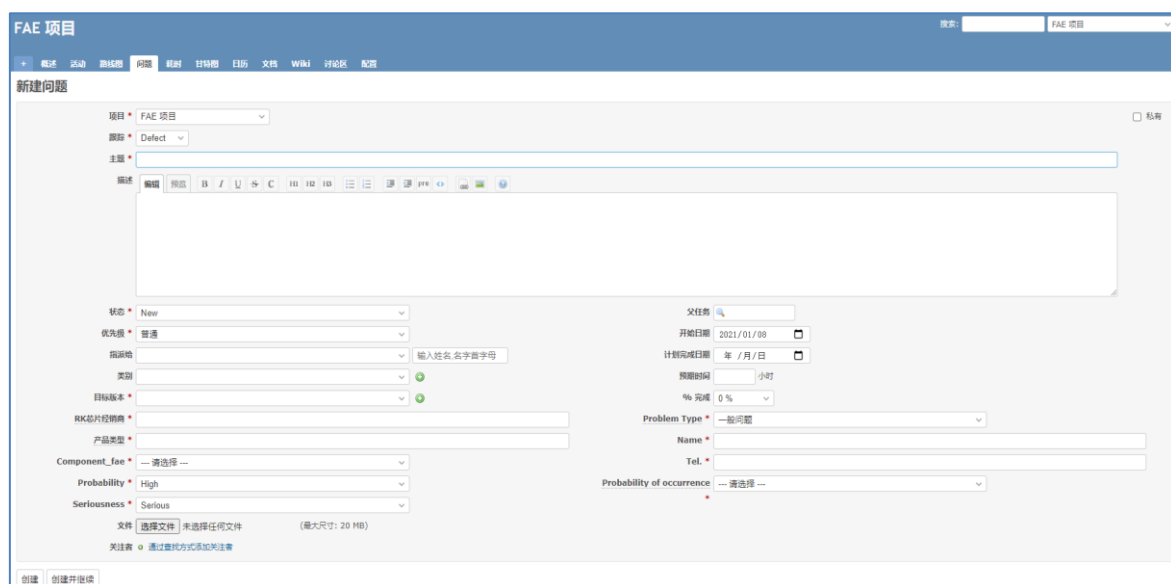 FAE 项目
搜索:
FAE 项目
+ 概述 活动 路线图 问题 耗时 甘特图 日历 文档 Wiki 讨论区 配置
新建问题
项目 * FAE 项目
私有
跟踪 * Defect
主题 *
描述 编辑 预览 B I U S C H1 H2 H3 pre <>
状态 * New
父任务
优先级 * 普通
开始日期 2021/01/08
指派给 输入姓名,名字首字母
计划完成日期 年 /月/日
类别
预期时间 小时
目标版本 *
% 完成 0 %
RK芯片经销商 *
Problem Type * 一般问题
产品类型 *
Name *
Component_fae * --- 请选择 ---
Tel. *
Probability * High
Probability of occurrence --- 请选择 ---
*
Seriousness * Serious
文件 选择文件 未选择任何文件 (最大尺寸: 20 MB)
关注者 通过查找方式添加关注者
创建 创建并继续